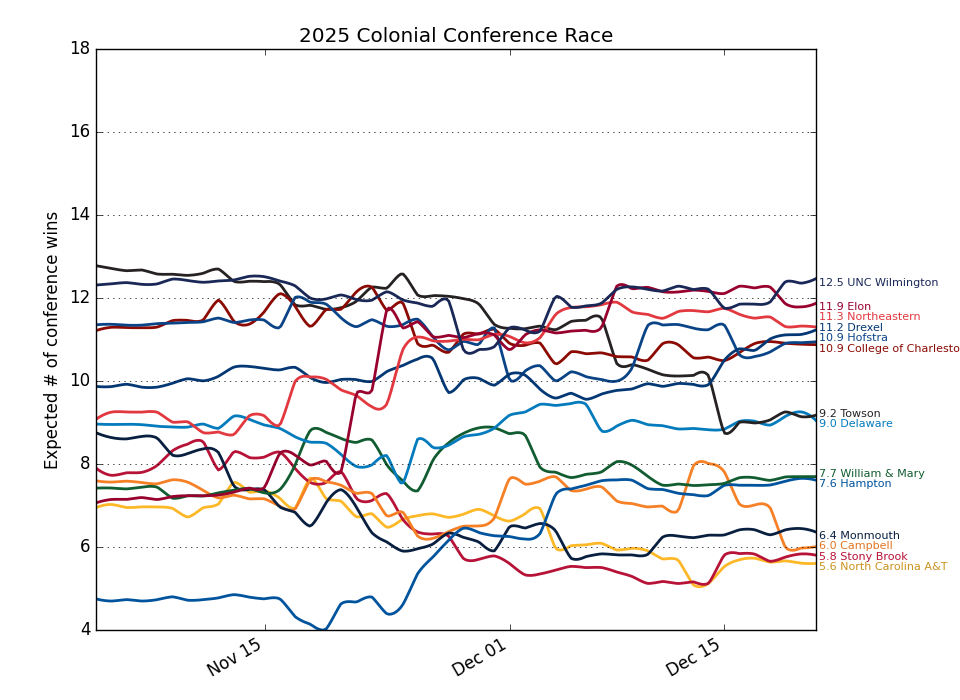 2025 Colonial Conference Race
Expected # of conference wins
18
16
14
12
10
8
6
4
Nov 15
Dec 01
Dec 15
12.5 UNC Wilmington
11.9 Elon
11.3 Northeastern
11.2 Drexel
10.9 Hofstra
10.9 College of Charlesto
9.2 Towson
9.0 Delaware
7.7 William & Mary
7.6 Hampton
6.4 Monmouth
6.0 Campbell
5.8 Stony Brook
5.6 North Carolina A&T